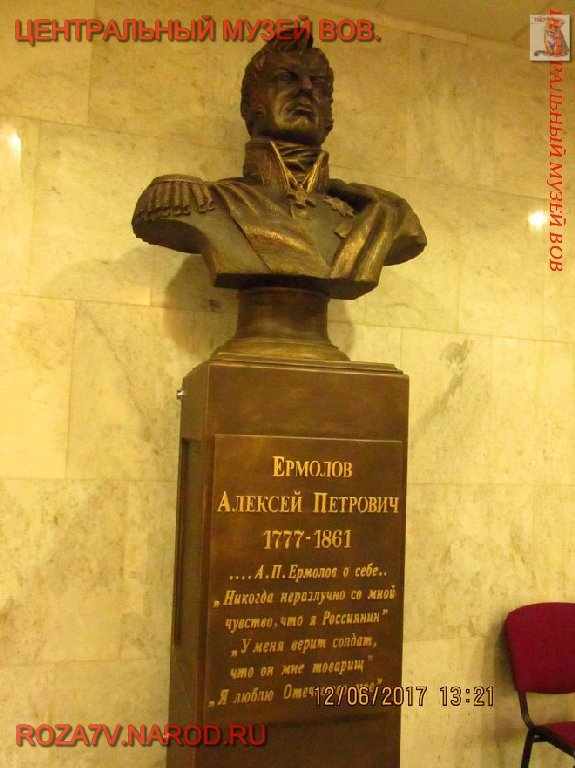 ЦЕНТРАЛЬНЫЙ МУЗЕЙ ВОВ.
ЦЕНТРАЛЬНЫЙ МУЗЕЙ ВОВ
ЕРМОЛОВ
АЛЕКСЕЙ ПЕТРОВИЧ
1777-1861
....А.П.Ермолов о себе..
„Никогда неразлучно со мной
чувство, что я Россиянин”
„У меня верит солдат,
что он мне товарищ”
„Я люблю
12/06/2017 13:21
ROZA7V.NAROD.RU